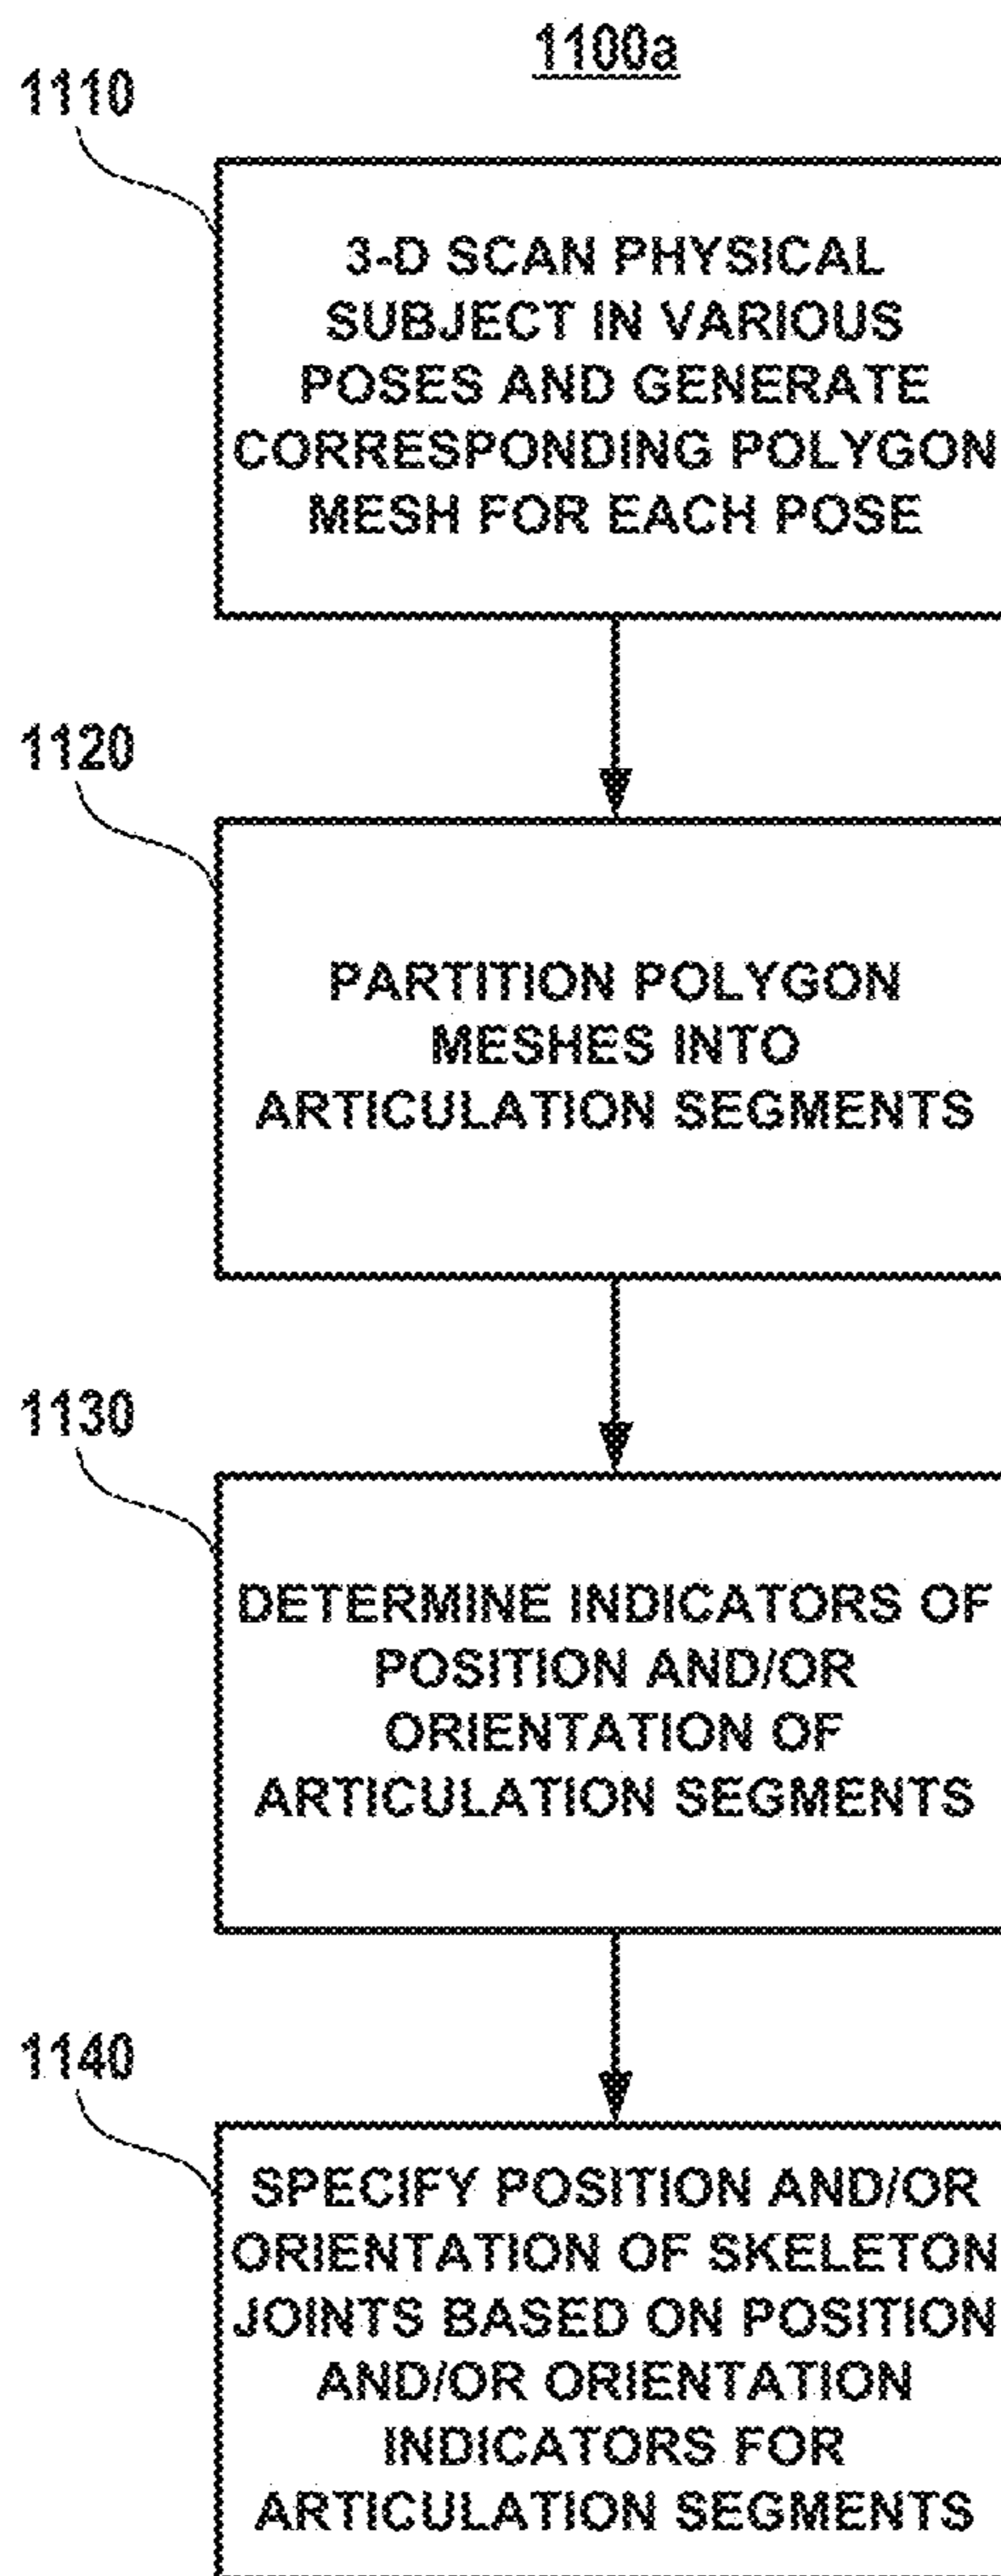 1100a
1110
3-D SCAN PHYSICAL
SUBJECT IN VARIOUS
POSES AND GENERATE
CORRESPONDING POLYGON
MESH FOR EACH POSE
1120
PARTITION POLYGON
MESHES INTO
ARTICULATION SEGMENTS
1130
DETERMINE INDICATORS OF
POSITION AND/OR
ORIENTATION OF
ARTICULATION SEGMENTS
1140
SPECIFY POSITION AND/OR
ORIENTATION OF SKELETON
JOINTS BASED ON POSITION
AND/OR ORIENTATION
INDICATORS FOR
ARTICULATION SEGMENTS